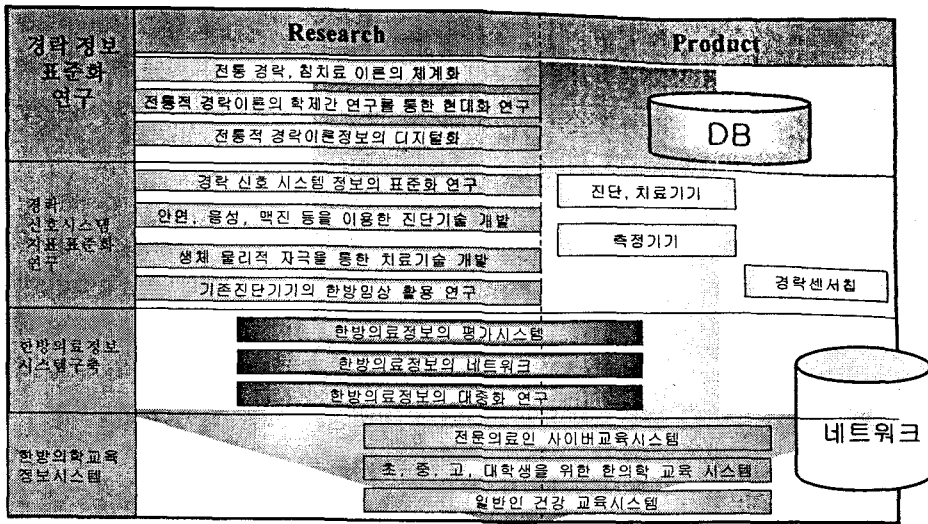 경락 정보
표준화
연구
Research
Product
전통 경락, 침치료 이론의 체계화
전통적 경락이론의 학제간 연구를 통한 현대화 연구
전통적 경락이론정보의 디지털화
DB
경락
신호시스템
지표 표준화
연구
경락 신호 시스템 정보의 표준화 연구
안면, 음성, 맥진 등을 이용한 진단기술 개발
생체 물리적 자극을 통한 치료기술 개발
기존진단기기의 한방임상 활용 연구
진단, 치료기기
측정기기
경락센서칩
한방의료정보
시스템구축
한방의료정보의 평가시스템
한방의료정보의 네트워크
한방의료정보의 대중화 연구
네트워크
한방의학교육
정보시스템
전문의료인 사이버교육시스템
초, 중, 고, 대학생을 위한 한의학 교육 시스템
일반인 건강 교육시스템